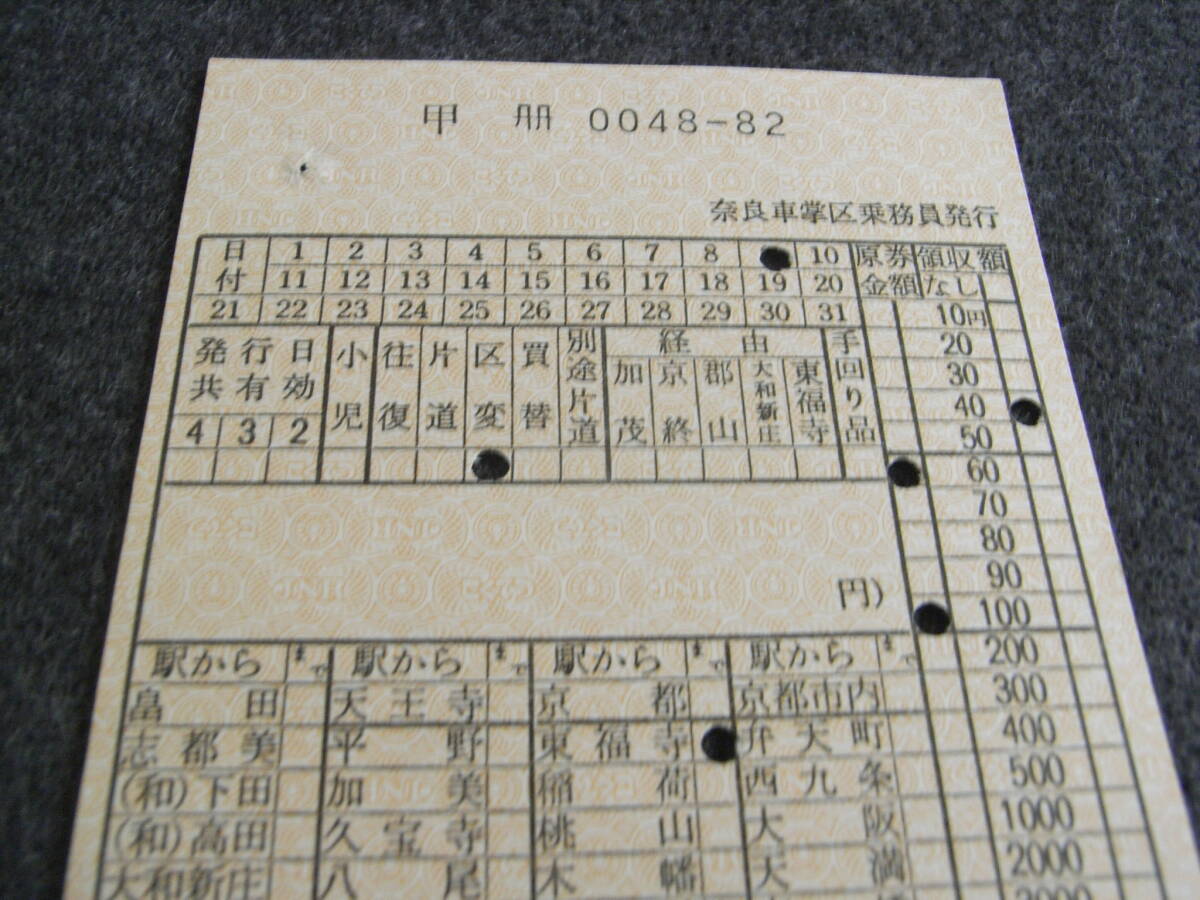 甲 册 0048-82
奈良車掌区乗務員発行
日付 1 2 3 4 5 6 7 8 10 原券 領収額
11 12 13 14 15 16 17 18 19 20 金額 なし
21 22 23 24 25 26 27 28 29 30 31 10円
発行日共有効 小児 往復 片道 区変 買替 別途片道 経由 手回り品 20
加茂 京終 郡山 大和新庄 東福寺 30
40
4 3 2 50
60
70
80
90
円) 100
駅から まで 駅から まで 駅から まで 駅から まで 200
畠田 天王寺 京都 京都市内 300
志都美 平野 東福寺 弁天町 400
(和)下田 加美 稲荷 西九条 500
(和)高田 久宝寺 桃山 大阪 1000
大和新庄 八尾 木幡 天満 2000
3000